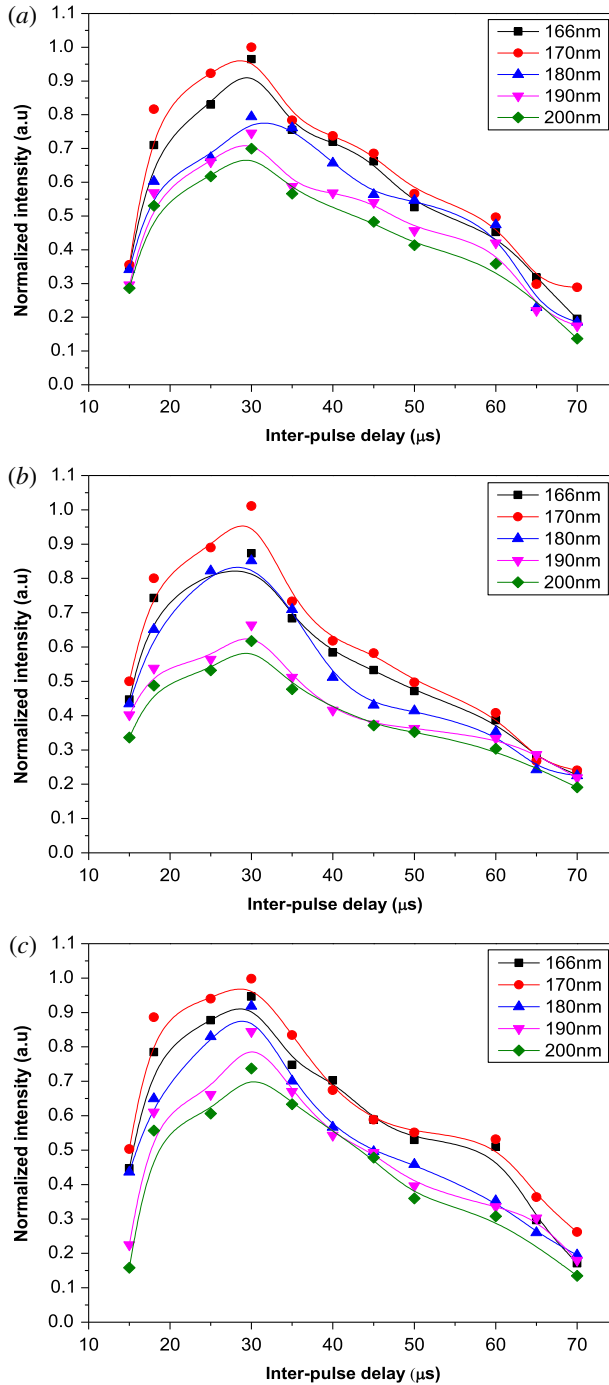 (a)
1.1
1.0
0.9
0.8
0.7
0.6
0.5
0.4
0.3
0.2
0.1
0.0
Normalized intensity (a.u)
166nm
170nm
180nm
190nm
200nm
10 20 30 40 50 60 70
Inter-pulse delay (μs)
(b)
1.1
1.0
0.9
0.8
0.7
0.6
0.5
0.4
0.3
0.2
0.1
0.0
Normalized intensity (a.u)
166nm
170nm
180nm
190nm
200nm
10 20 30 40 50 60 70
Inter-pulse delay (μs)
(c)
1.1
1.0
0.9
0.8
0.7
0.6
0.5
0.4
0.3
0.2
0.1
0.0
Normalized intensity (a.u)
166nm
170nm
180nm
190nm
200nm
10 20 30 40 50 60 70
Inter-pulse delay (μs)